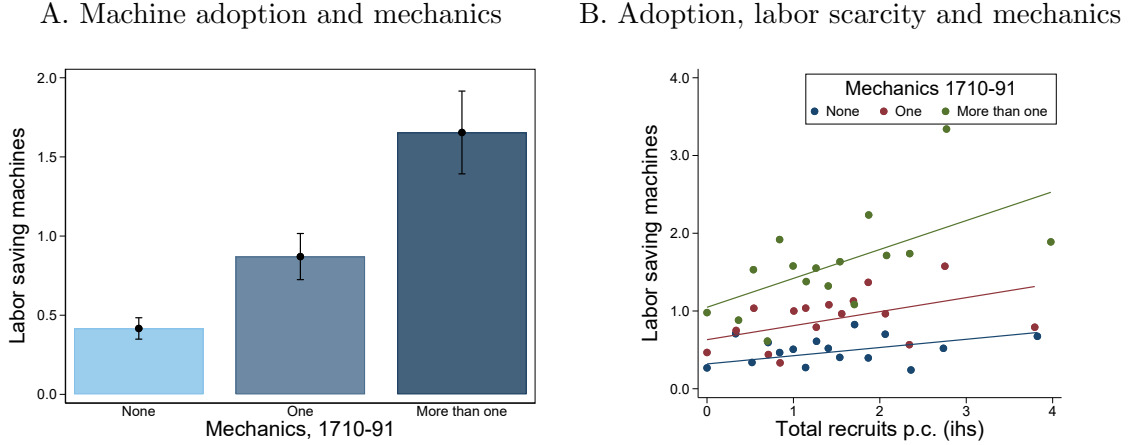 A. Machine adoption and mechanics
Labor saving machines
2.0
1.5
1.0
0.5
0.0
None One More than one
Mechanics, 1710-91
B. Adoption, labor scarcity and mechanics
Labor saving machines
4.0
3.0
2.0
1.0
0.0
Mechanics 1710-91
None One More than one
0 1 2 3 4
Total recruits p.c. (ihs)